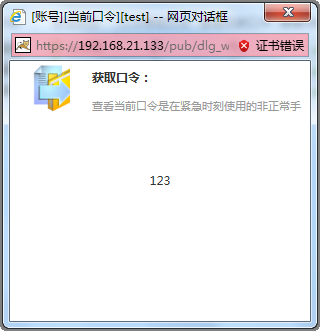 [账号][当前口令][test] -- 网页对话框
https://192.168.21.133/pub/dlg_w 证书错误
获取口令：
查看当前口令是在紧急时刻使用的非正常手
123